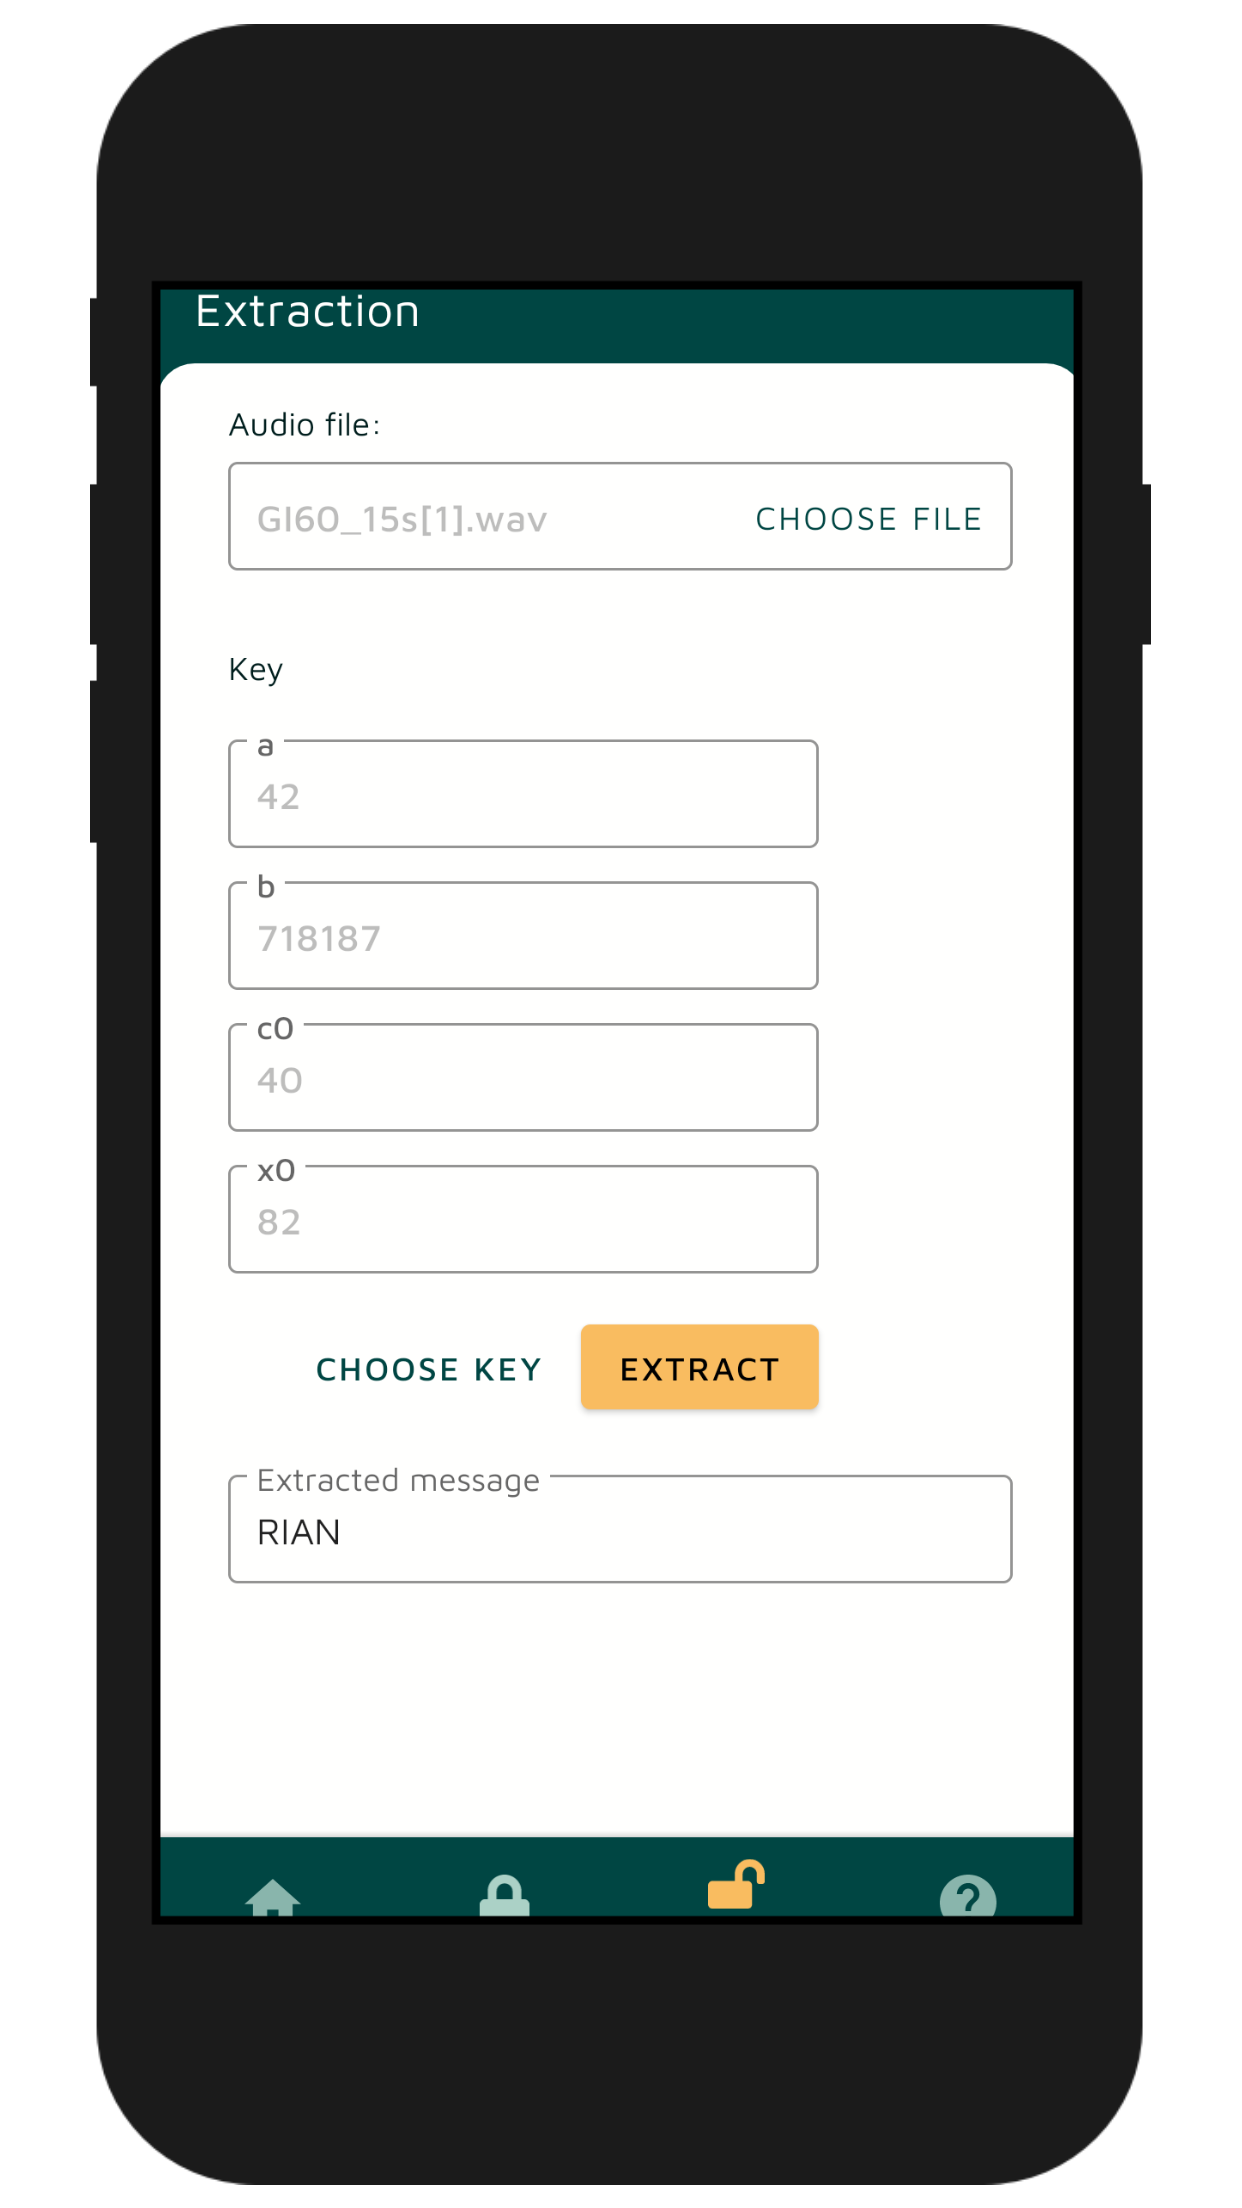 Extraction
Audio file:
GI60_15s[1].wav CHOOSE FILE
Key
a
42
b
718187
c0
40
x0
82
CHOOSE KEY EXTRACT
Extracted message
RIAN